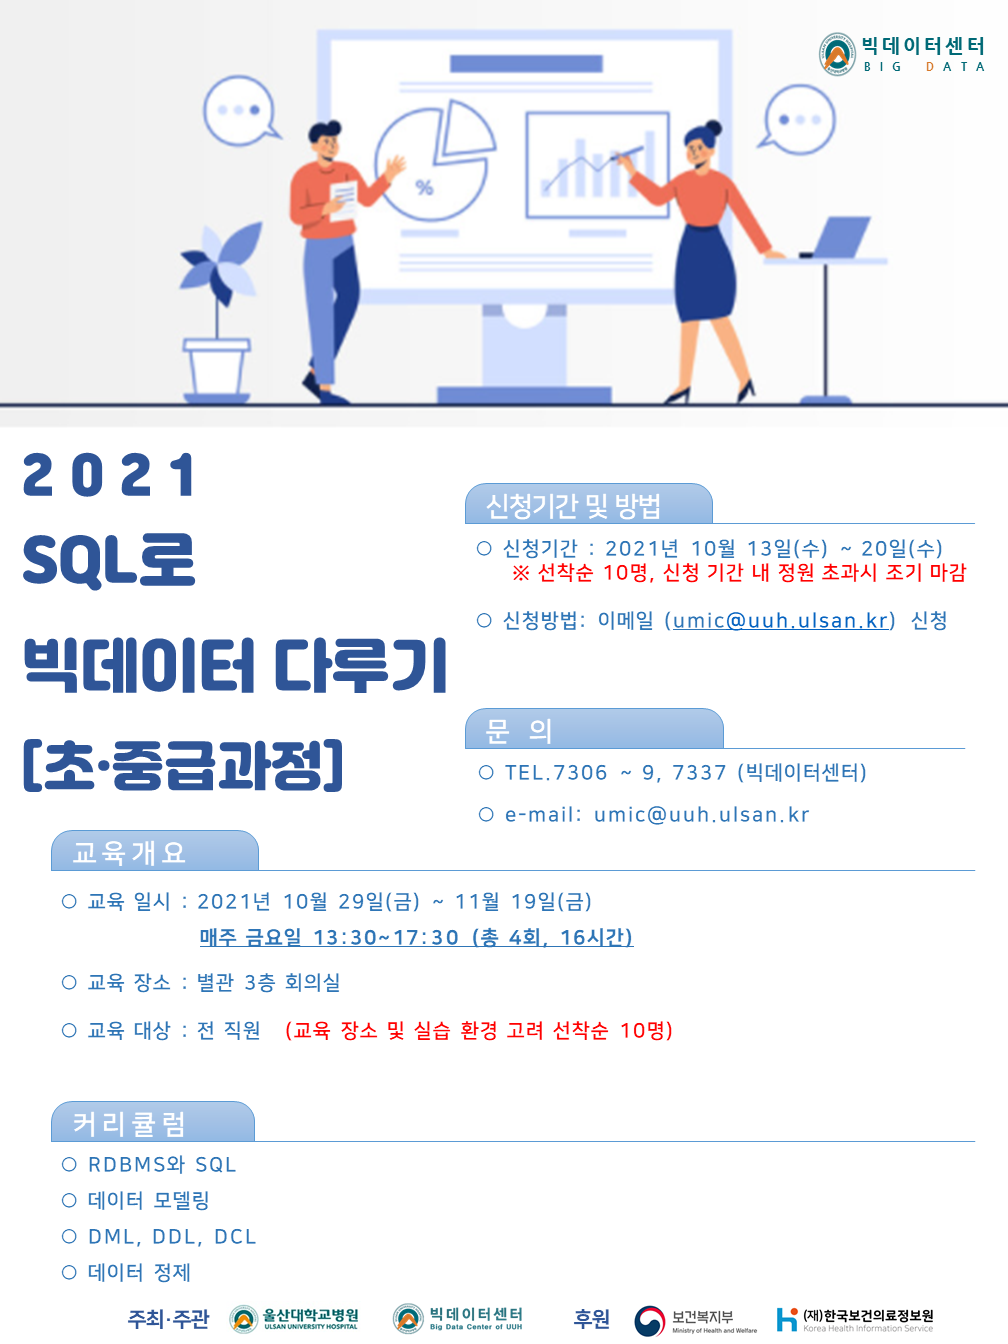 빅데이터센터
BIG DATA
%
2021
SQL로
빅데이터 다루기
[초·중급과정]
신청기간 및 방법
○ 신청기간 : 2021년 10월 13일(수) ~ 20일(수)
※ 선착순 10명, 신청 기간 내 정원 초과시 조기 마감
○ 신청방법: 이메일 (umic@uuh.ulsan.kr) 신청
문 의
○ TEL.7306 ~ 9, 7337 (빅데이터센터)
○ e-mail: umic@uuh.ulsan.kr
교육개요
○ 교육 일시 : 2021년 10월 29일(금) ~ 11월 19일(금)
매주 금요일 13:30~17:30 (총 4회, 16시간)
○ 교육 장소 : 별관 3층 회의실
○ 교육 대상 : 전 직원 (교육 장소 및 실습 환경 고려 선착순 10명)
커리큘럼
○ RDBMS와 SQL
○ 데이터 모델링
○ DML, DDL, DCL
○ 데이터 정제
주최·주관
울산대학교병원
ULSAN UNIVERSITY HOSPITAL
빅데이터센터
Big Data Center of UUH
후원
보건복지부
Ministry of Health and Welfare
(재)한국보건의료정보원
Korea Health Information Service